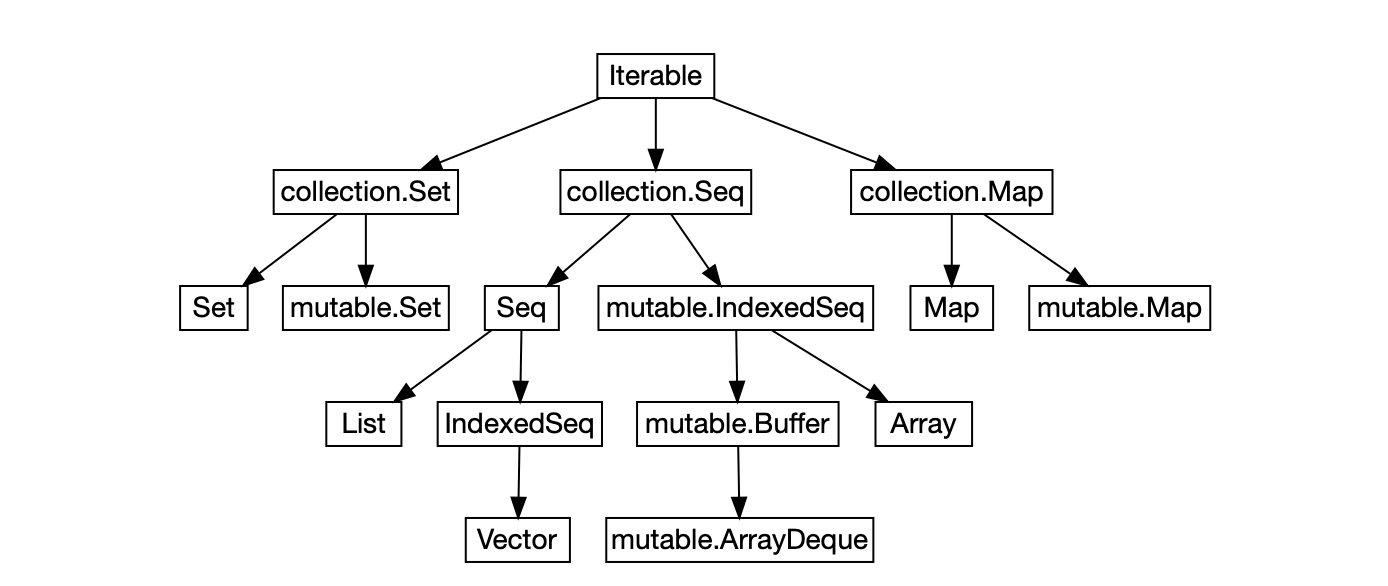 Iterable
collection.Set
collection.Seq
collection.Map
Set
mutable.Set
Seq
mutable.IndexedSeq
Map
mutable.Map
List
IndexedSeq
mutable.Buffer
Array
Vector
mutable.ArrayDeque